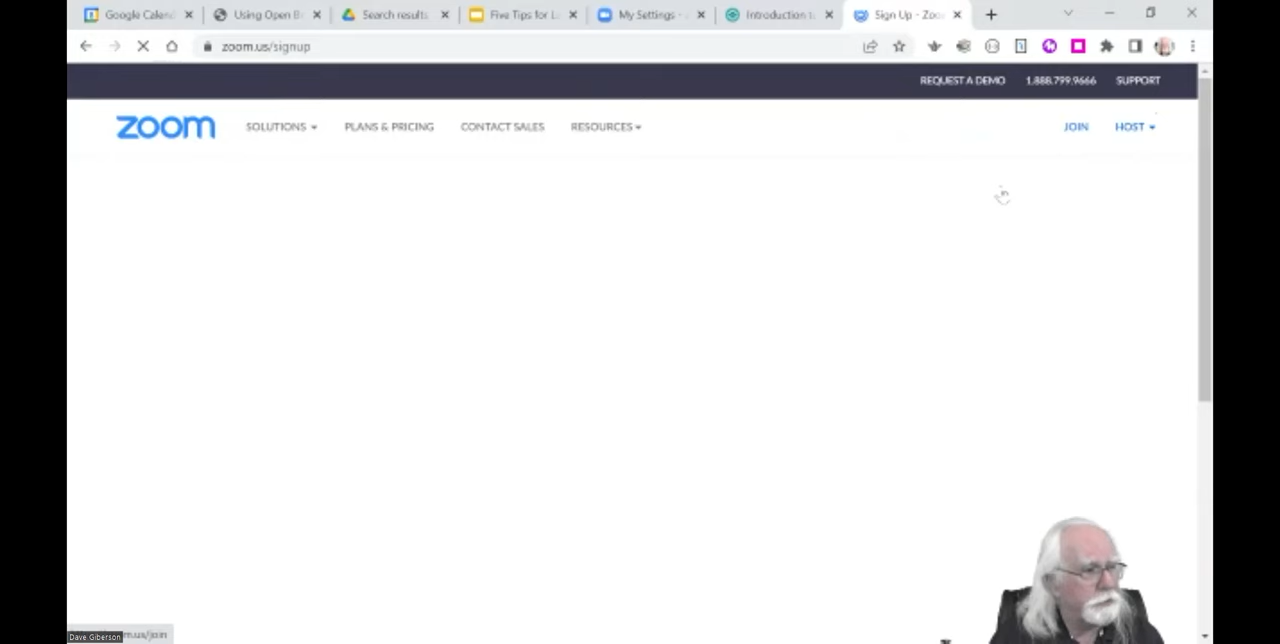 Google Calend
Using Open B
Search results
Five Tips for L
My Settings -
Introduction t
Sign Up - Zoo
zoom.us/signup
REQUEST A DEMO 1.888.799.9666 SUPPORT
zoom SOLUTIONS PLANS & PRICING CONTACT SALES RESOURCES JOIN HOST
Dave Giberson
m.us/join